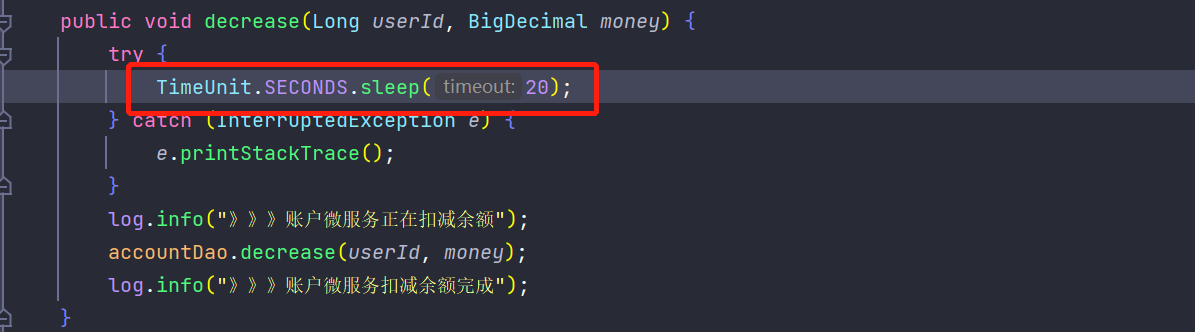 public void decrease(Long userId, BigDecimal money) {
try {
TimeUnit.SECONDS.sleep( timeout: 20);
} catch (InterruptedException e) {
e.printStackTrace();
}
log.info("》》》账户微服务正在扣减余额");
accountDao.decrease(userId, money);
log.info("》》》账户微服务扣减余额完成");
}